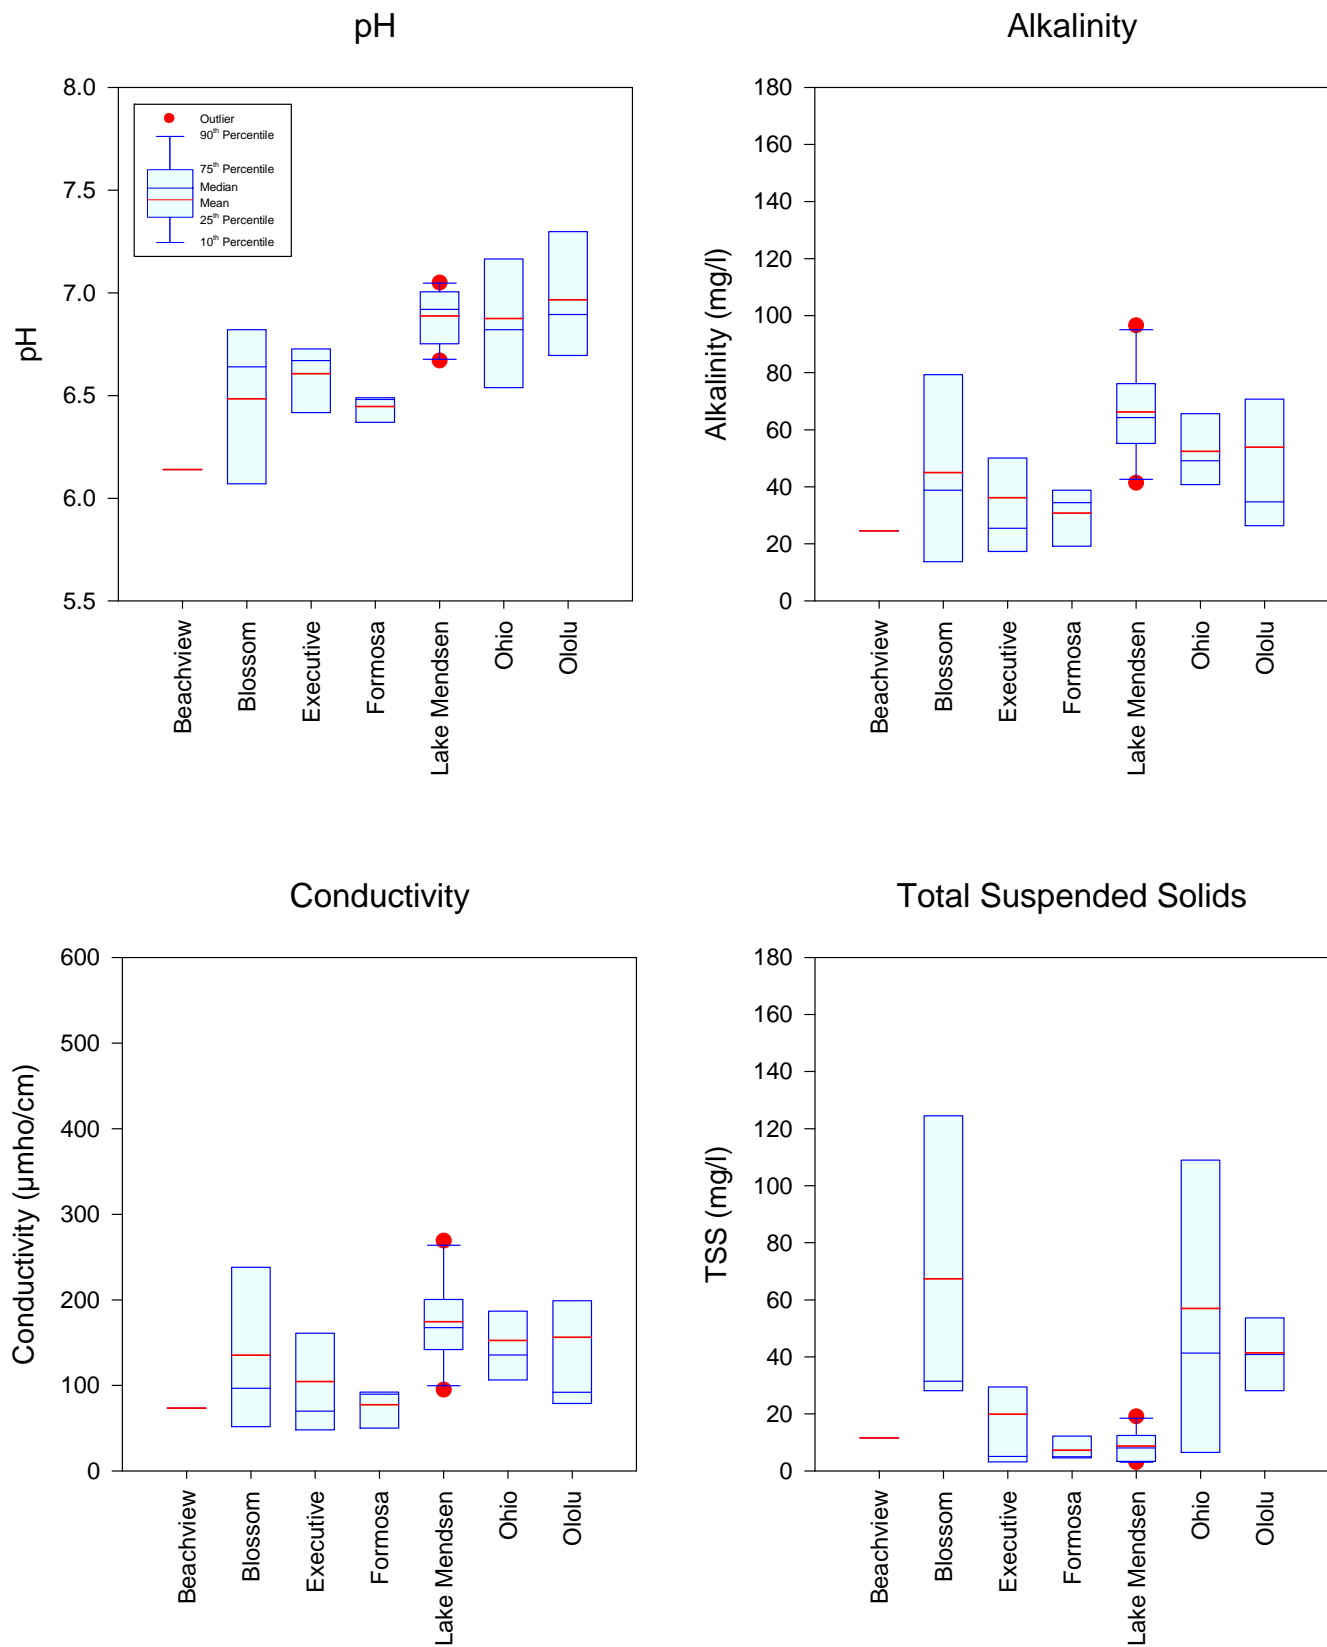 pH
8.0
7.5
7.0
6.5
6.0
5.5
pH
Outlier
90th Percentile
75th Percentile
Median
Mean
25th Percentile
10th Percentile
Beachview
Blossom
Executive
Formosa
Lake Mendsen
Ohio
Ololu
Alkalinity
180
160
140
120
100
80
60
40
20
0
Alkalinity (mg/l)
Beachview
Blossom
Executive
Formosa
Lake Mendsen
Ohio
Ololu
Conductivity
600
500
400
300
200
100
0
Conductivity (µmho/cm)
Beachview
Blossom
Executive
Formosa
Lake Mendsen
Ohio
Ololu
Total Suspended Solids
180
160
140
120
100
80
60
40
20
0
TSS (mg/l)
Beachview
Blossom
Executive
Formosa
Lake Mendsen
Ohio
Ololu